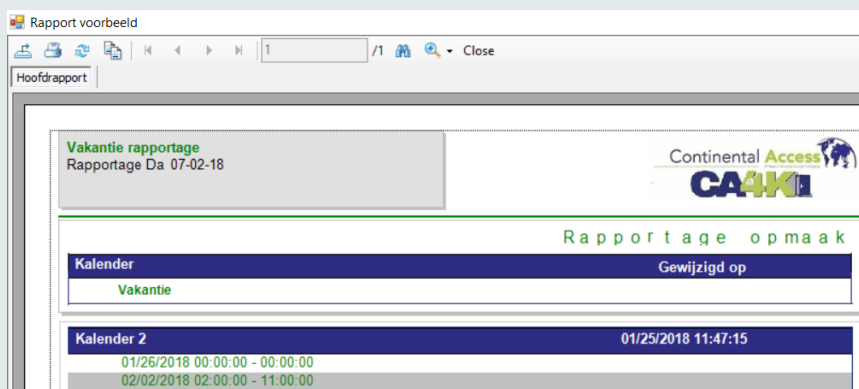 Rapport voorbeeld
1 /1 Close
Hoofdrapport
Vakantie rapportage
Rapportage Da 07-02-18
Continental Access
CA4K
Rapportage opmaak
Kalender Gewijzigd op
Vakantie
Kalender 2 01/25/2018 11:47:15
01/26/2018 00:00:00 - 00:00:00
02/02/2018 02:00:00 - 11:00:00